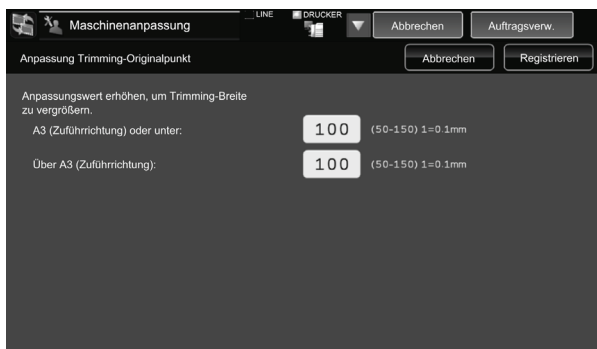 LINE DRUCKER
Maschinenanpassung Abbrechen Auftragsverw.
Anpassung Trimming-Originalpunkt Abbrechen Registrieren
Anpassungswert erhöhen, um Trimming-Breite
zu vergrößern.
A3 (Zuführrichtung) oder unter: 100 (50-150) 1=0.1mm
Über A3 (Zuführrichtung): 100 (50-150) 1=0.1mm